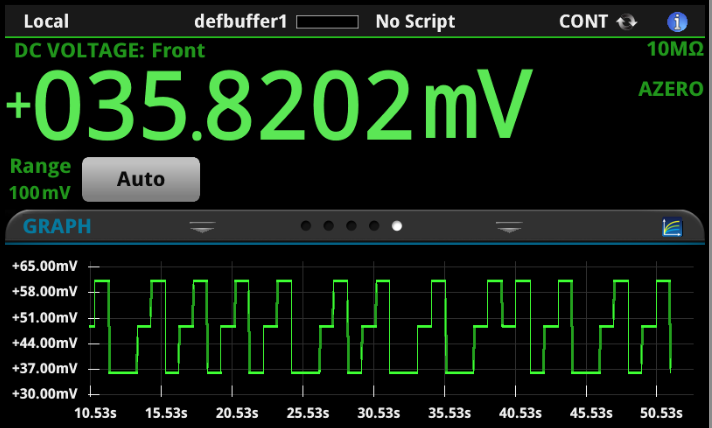 Local defbuffer1 No Script CONT
DC VOLTAGE: Front 10MΩ
+035.8202mV
AZERO
Range
100mV
Auto
GRAPH
+65.00mV
+58.00mV
+51.00mV
+44.00mV
+37.00mV
+30.00mV
10.53s 15.53s 20.53s 25.53s 30.53s 35.53s 40.53s 45.53s 50.53s